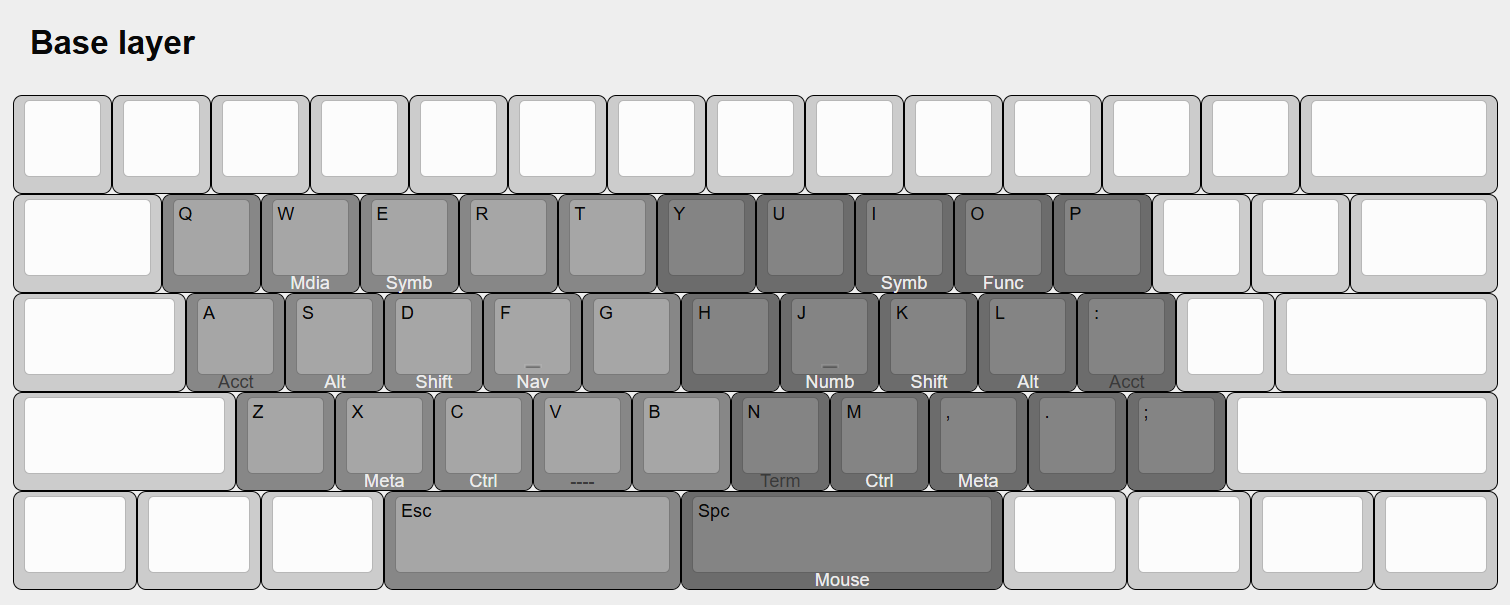 Base layer
Q W E R T Y U I O P
Mdia Symb Symb Func
A S D F G H J K L :
_ _
Acct Alt Shift Nav Numb Shift Alt Acct
Z X C V B N M , . ;
Meta Ctrl ---- Term Ctrl Meta
Esc Spc
Mouse